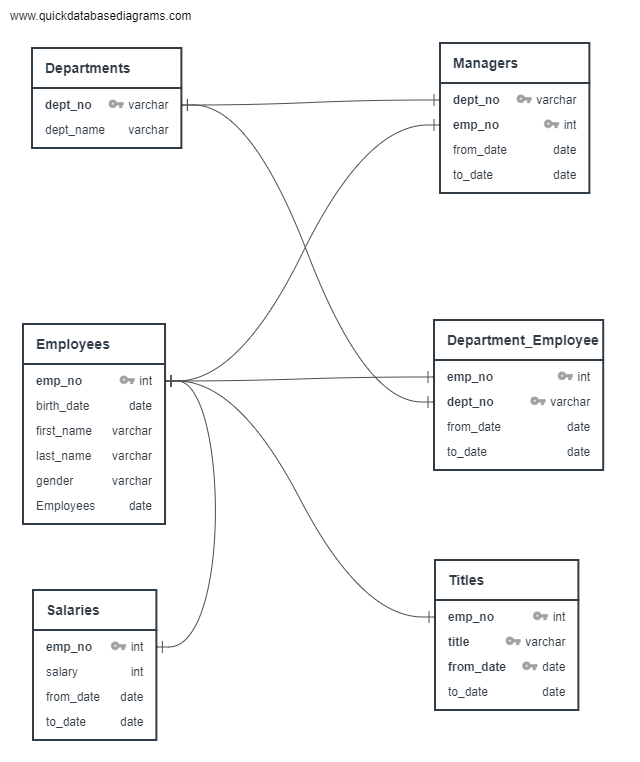 www.quickdatabasediagrams.com
Departments
dept_no varchar
dept_name varchar
Managers
dept_no varchar
emp_no int
from_date date
to_date date
Employees
emp_no int
birth_date date
first_name varchar
last_name varchar
gender varchar
Employees date
Department_Employee
emp_no int
dept_no varchar
from_date date
to_date date
Salaries
emp_no int
salary int
from_date date
to_date date
Titles
emp_no int
title varchar
from_date date
to_date date